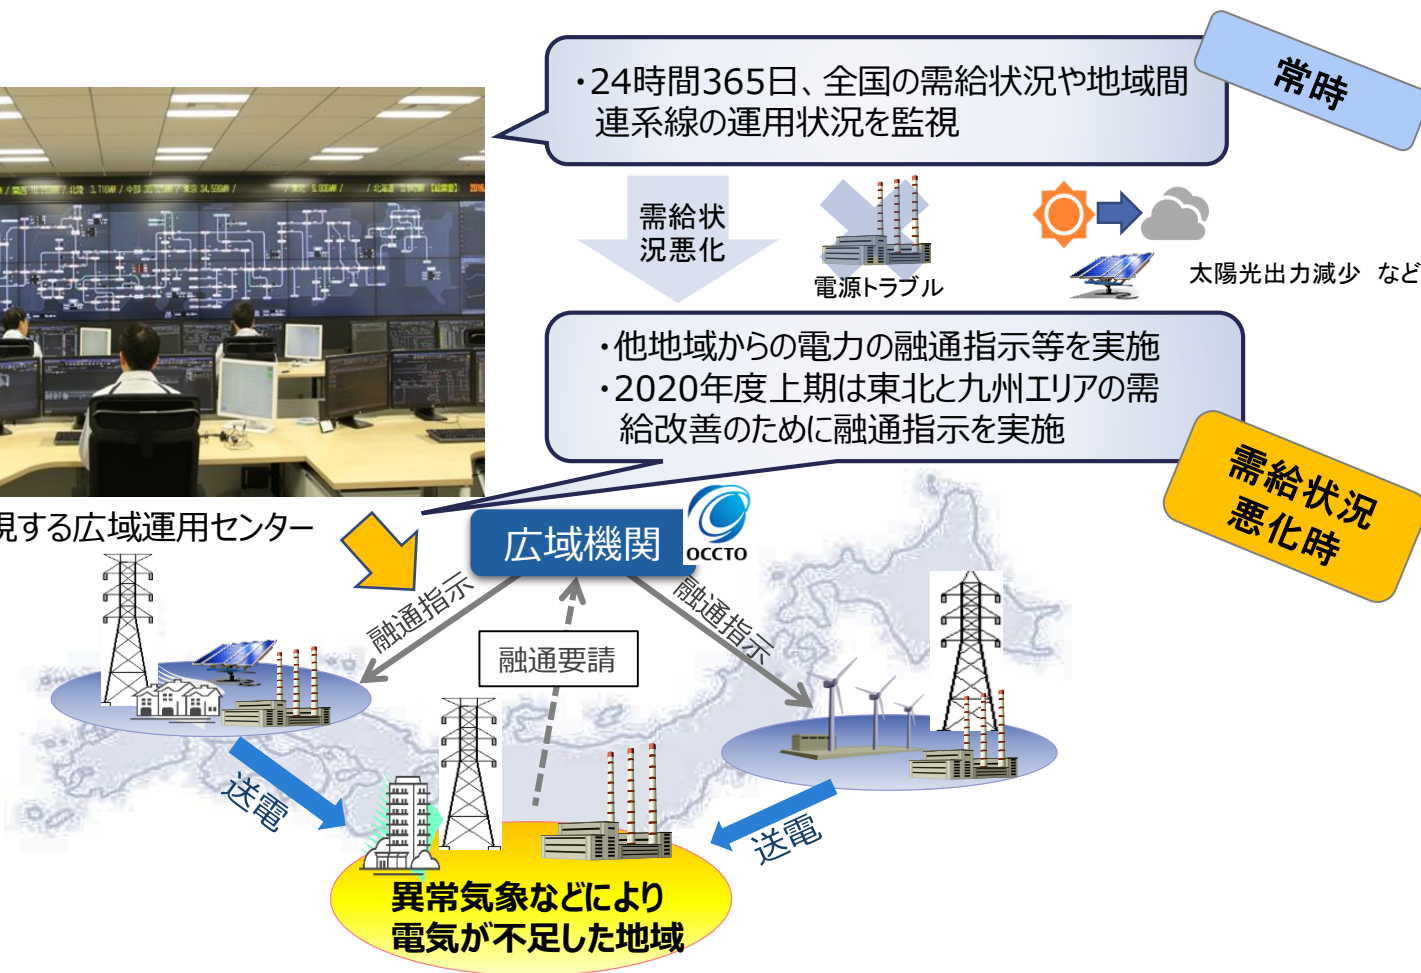 ・24時間365日、全国の需給状況や地域間
連系線の運用状況を監視
常時
需給状
況悪化
電源トラブル
太陽光出力減少 など
・他地域からの電力の融通指示等を実施
・2020年度上期は東北と九州エリアの需
給改善のために融通指示を実施
需給状況
悪化時
視する広域運用センター
広域機関
OCCTO
融通指示
融通指示
融通要請
送電
送電
異常気象などにより
電気が不足した地域